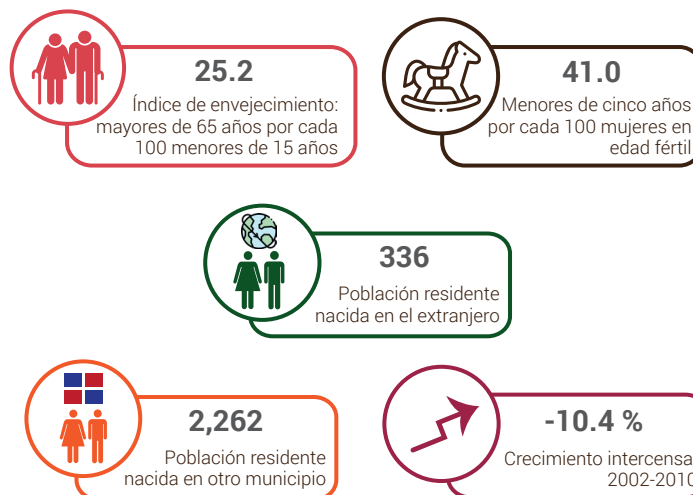 25.2
Índice de envejecimiento:
mayores de 65 años por cada
100 menores de 15 años
41.0
Menores de cinco años
por cada 100 mujeres en
edad fértil
336
Población residente
nacida en el extranjero
2,262
Población residente
nacida en otro municipio
-10.4 %
Crecimiento intercensa
2002-2010